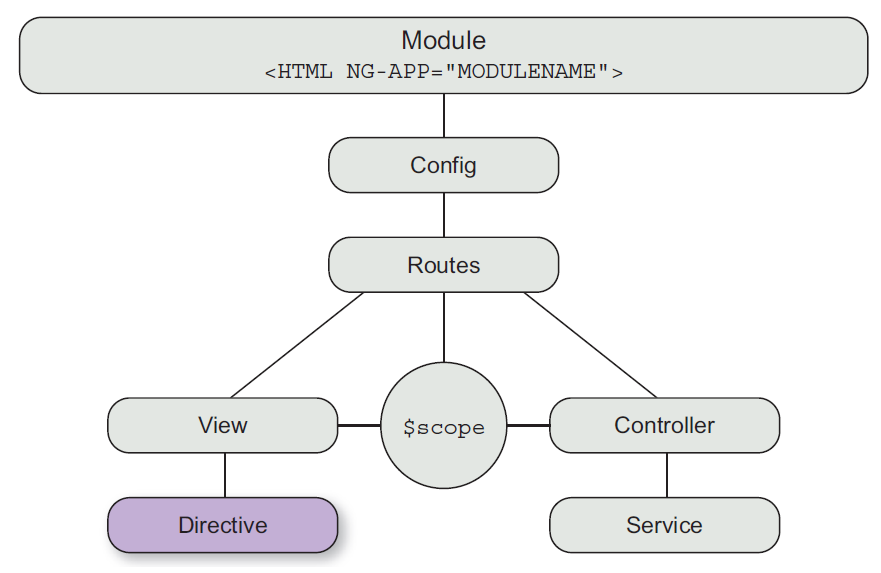 Module
<HTML NG-APP="MODULENAME">
Config
Routes
View
$scope
Controller
Directive
Service